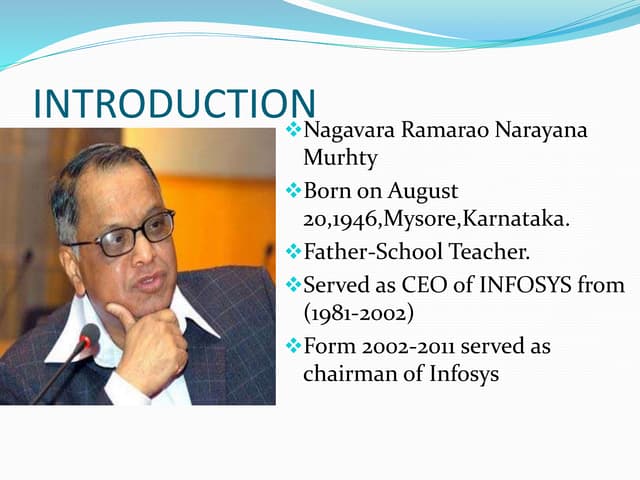 INTRODUCTION
❖Nagavara Ramarao Narayana
Murhty
❖Born on August
20,1946,Mysore,Karnataka.
❖Father-School Teacher.
❖Served as CEO of INFOSYS from
(1981-2002)
❖Form 2002-2011 served as
chairman of Infosys